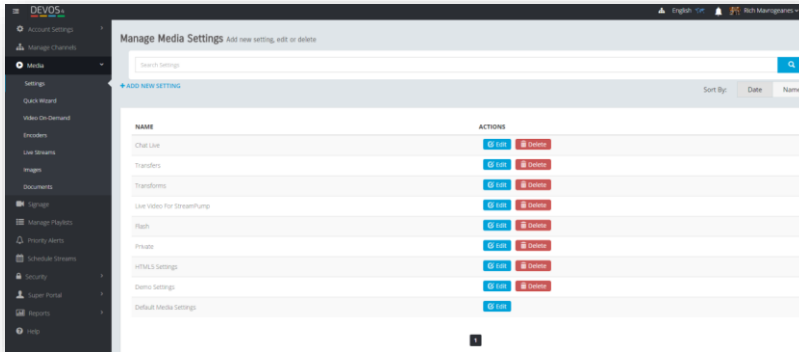 DEVOS+
English
Rich Mavrogeanes
Account Settings
Manage Channels
Media
Settings
Quick Wizard
Video On-Demand
Encoders
Live Streams
Images
Documents
Signage
Manage Playlists
Priority Alerts
Schedule Streams
Security
Super Portal
Reports
Help
Manage Media Settings Add new setting, edit or delete
Search Settings
+ ADD NEW SETTING
Sort By: Date Name
NAME ACTIONS
Chat Live Edit Delete
Transfers Edit Delete
Transforms Edit Delete
Live Video For StreamPump Edit Delete
Flash Edit Delete
Private Edit Delete
HTML5 Settings Edit Delete
Demo Settings Edit Delete
Default Media Settings Edit
1